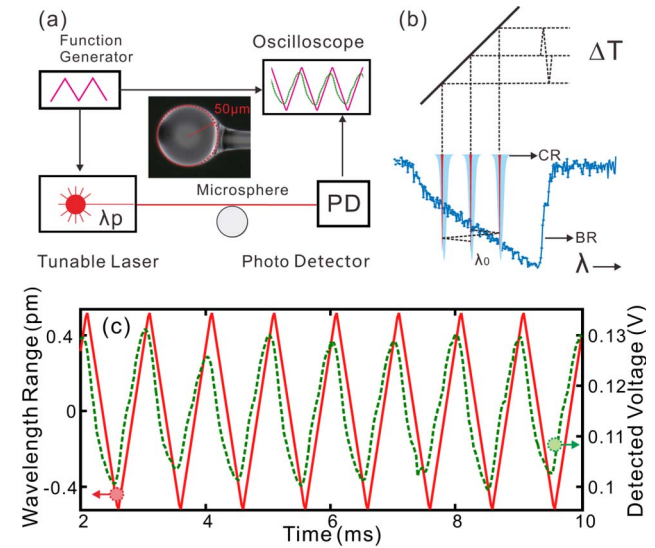 (a)
Function
Generator
Oscilloscope
50μm
Microsphere
λp
PD
Tunable Laser
Photo Detector
(b)
ΔT
CR
BR
λ0
λ
(c)
Wavelength Range (pm)
0.4
0
-0.4
Detected Voltage (V)
0.13
0.12
0.11
0.1
2
4
6
8
10
Time (ms)